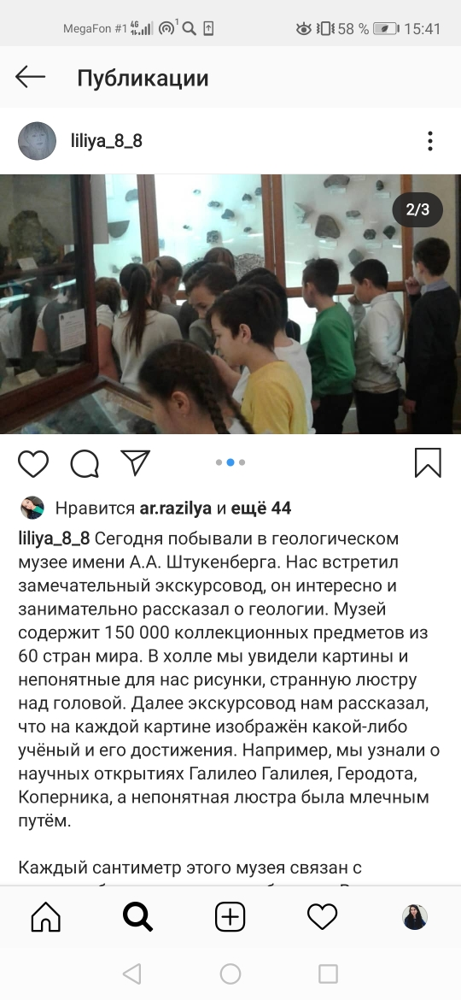 MegaFon #1 4G 1 58 % 15:41
Публикации
liliya_8_8
2/3
Нравится ar.razilya и ещё 44
liliya_8_8 Сегодня побывали в геологическом
музее имени А.А. Штукенберга. Нас встретил
замечательный экскурсовод, он интересно и
занимательно рассказал о геологии. Музей
содержит 150 000 коллекционных предметов из
60 стран мира. В холле мы увидели картины и
непонятные для нас рисунки, странную люстру
над головой. Далее экскурсовод нам рассказал,
что на каждой картине изображён какой-либо
учёный и его достижения. Например, мы узнали о
научных открытиях Галилео Галилея, Геродота,
Коперника, а непонятная люстра была млечным
путём.
Каждый сантиметр этого музея связан с